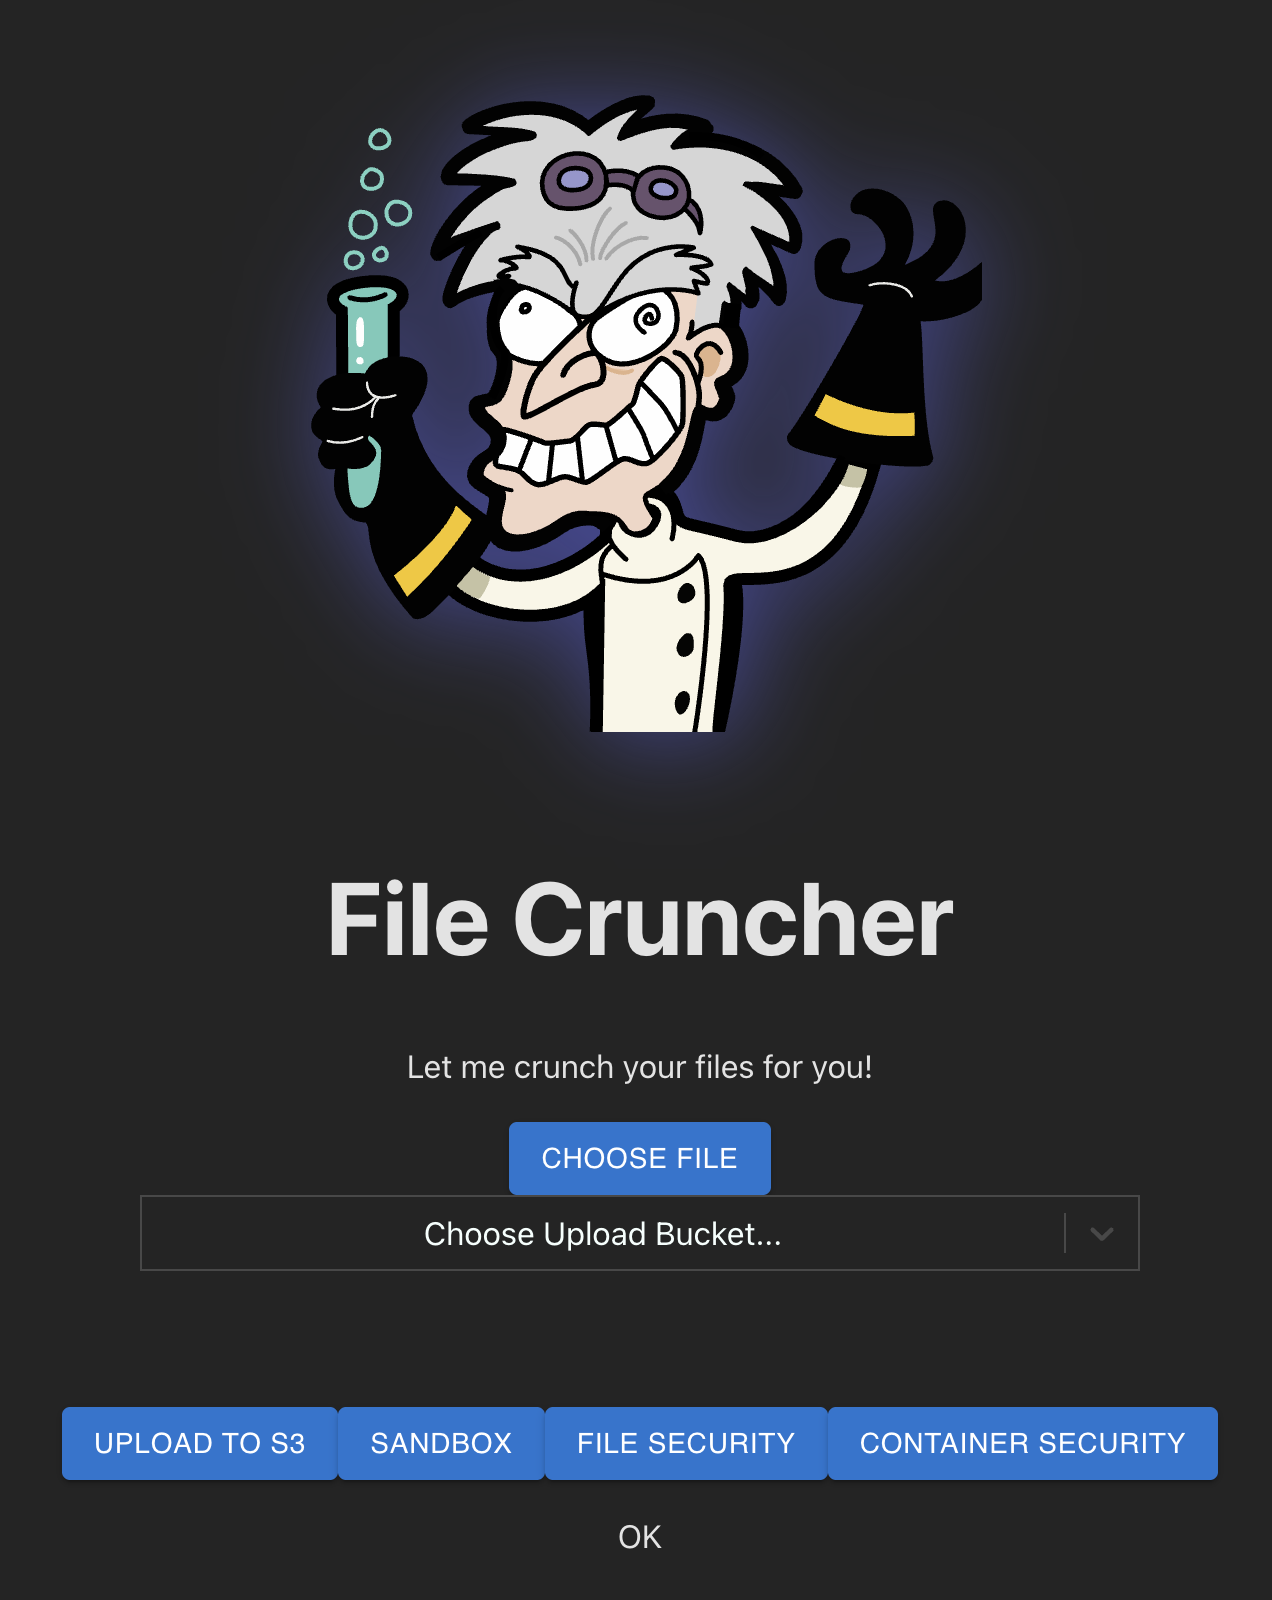 File Cruncher
Let me crunch your files for you!
CHOOSE FILE
Choose Upload Bucket...
UPLOAD TO S3 SANDBOX FILE SECURITY CONTAINER SECURITY
OK